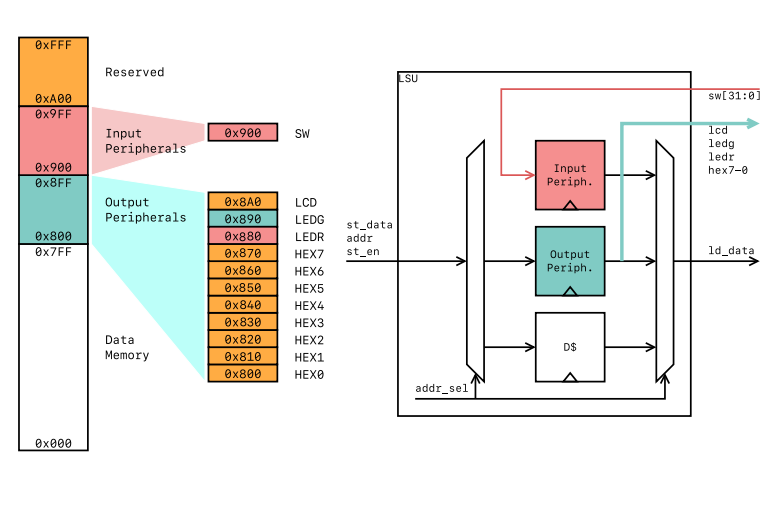 0xFFF
Reserved
0xA00
0x9FF
Input
Peripherals
0x900
0x8FF
Output
Peripherals
0x800
0x7FF
Data
Memory
0x000
0x900 SW
0x8A0 LCD
0x890 LEDG
0x880 LEDR
0x870 HEX7
0x860 HEX6
0x850 HEX5
0x840 HEX4
0x830 HEX3
0x820 HEX2
0x810 HEX1
0x800 HEX0
LSU
st_data
addr
st_en
addr_sel
Input
Periph.
Output
Periph.
D$
sw[31:0]
lcd
ledg
ledr
hex7-0
ld_data